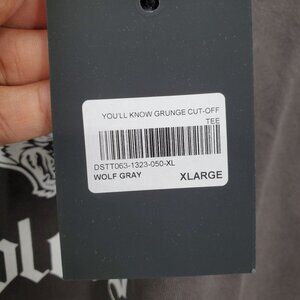 YOU'LL KNOW GRUNGE CUT-OFF
TEE
DSTT063-1323-050-XL
WOLF GRAY XLARGE